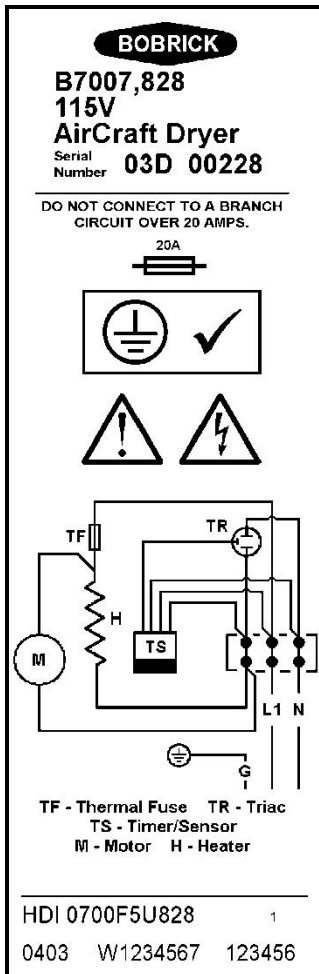 BOBRICK
B7007,828
115V
AirCraft Dryer
Serial
Number 03D 00228
DO NOT CONNECT TO A BRANCH
CIRCUIT OVER 20 AMPS.
20A
TF
TR
H
TS
M
L1 N
G
TF - Thermal Fuse TR - Triac
TS - Timer/Sensor
M - Motor H - Heater
HDI 0700F5U828 1
0403 W1234567 123456